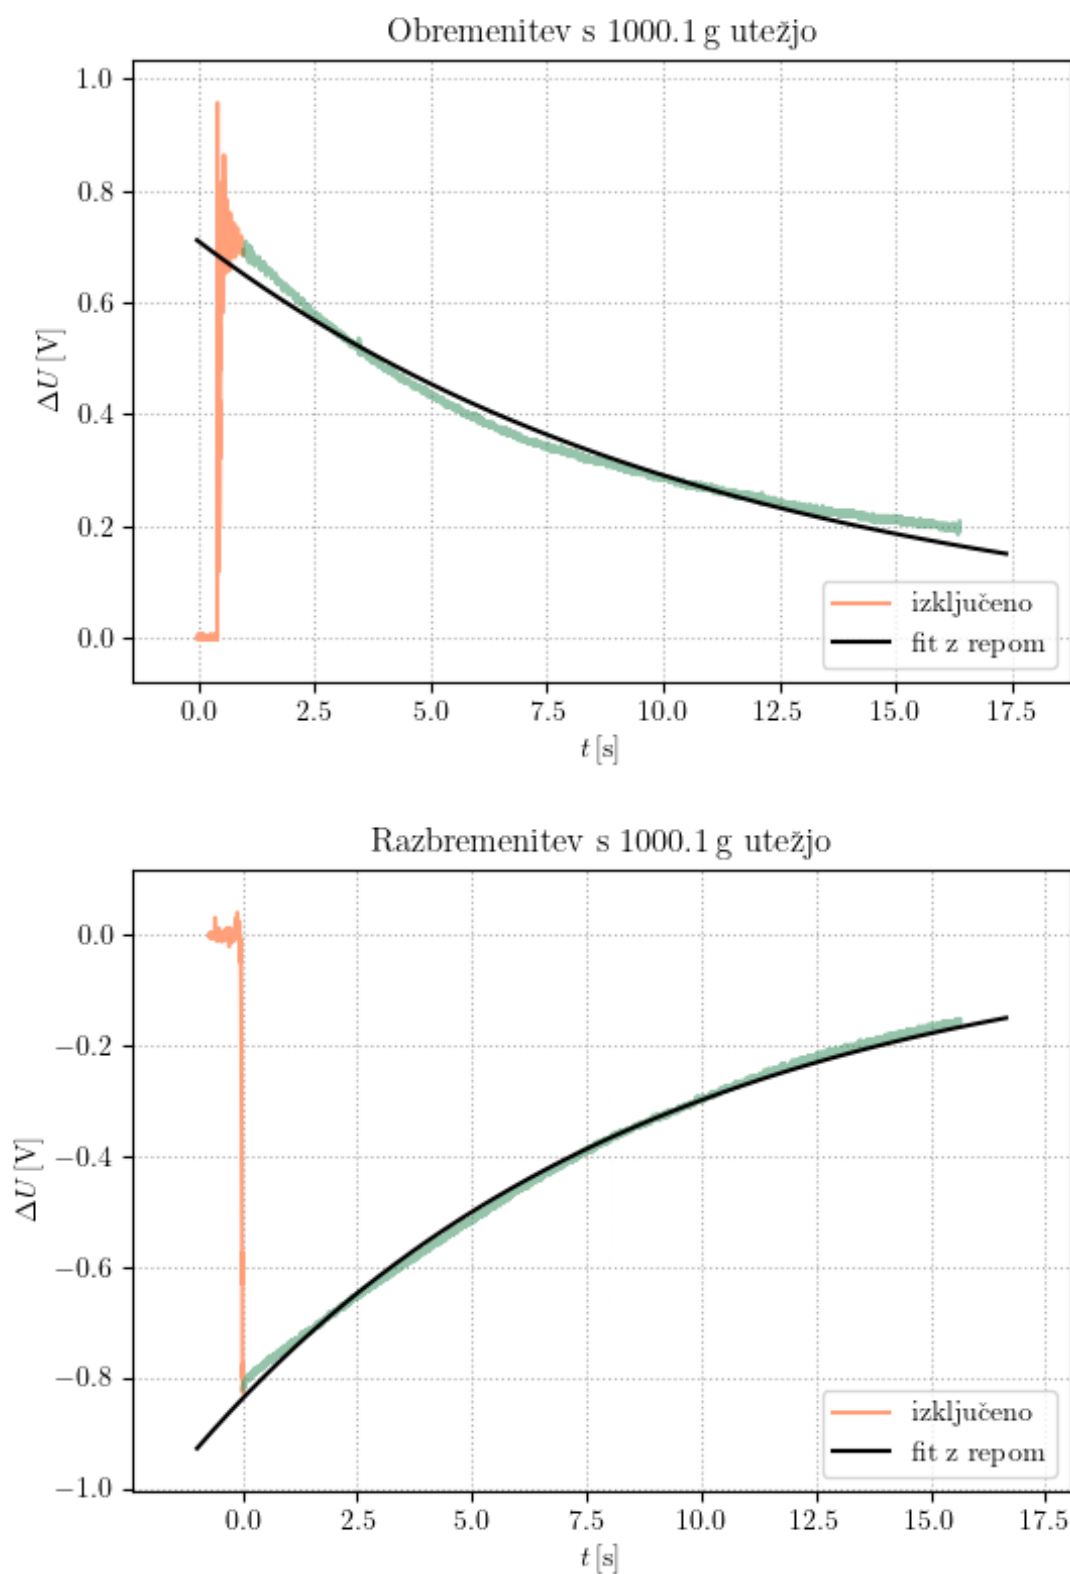 Obremenitev s 1000.1 g utežjo
1.0
0.8
0.6
0.4
0.2
0.0
ΔU [V]
izključeno
fit z repom
0.0 2.5 5.0 7.5 10.0 12.5 15.0 17.5
t [s]
Razbremenitev s 1000.1 g utežjo
0.0
−0.2
−0.4
−0.6
−0.8
−1.0
ΔU [V]
izključeno
fit z repom
0.0 2.5 5.0 7.5 10.0 12.5 15.0 17.5
t [s]